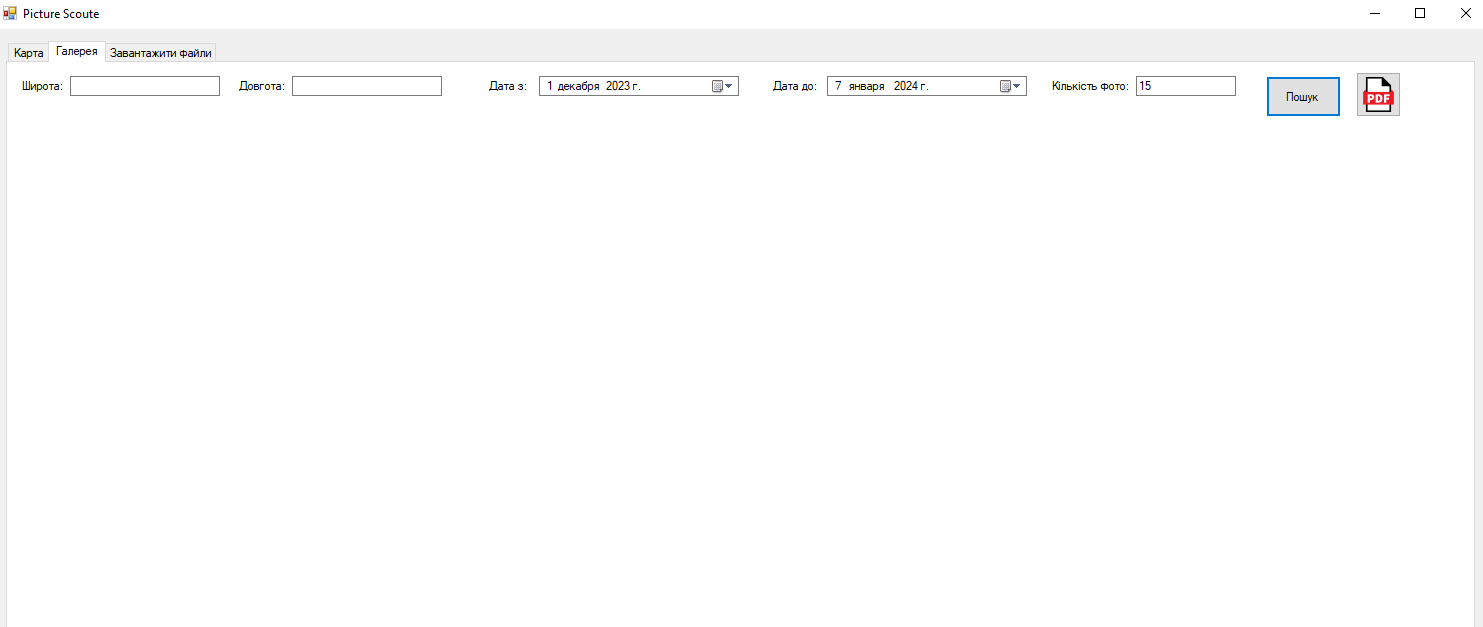 Picture Scoute
Карта Галерея Завантажити файли
Широта: Довгота: Дата з: 1 декабря 2023 г. Дата до: 7 января 2024 г. Кількість фото: 15 Пошук PDF